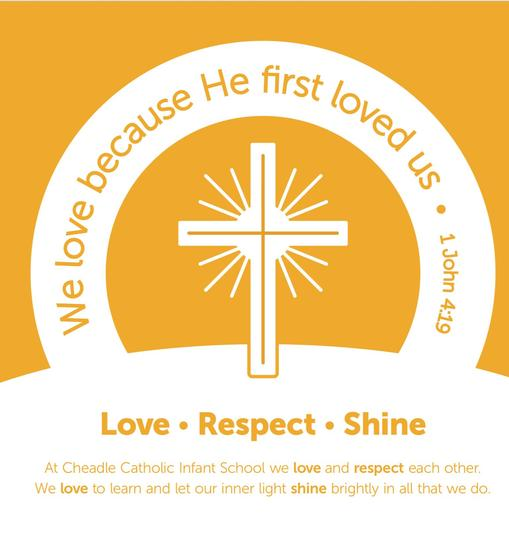 We love because He first loved us • 1 John 4:19
Love • Respect • Shine
At Cheadle Catholic Infant School we love and respect each other.
We love to learn and let our inner light shine brightly in all that we do.